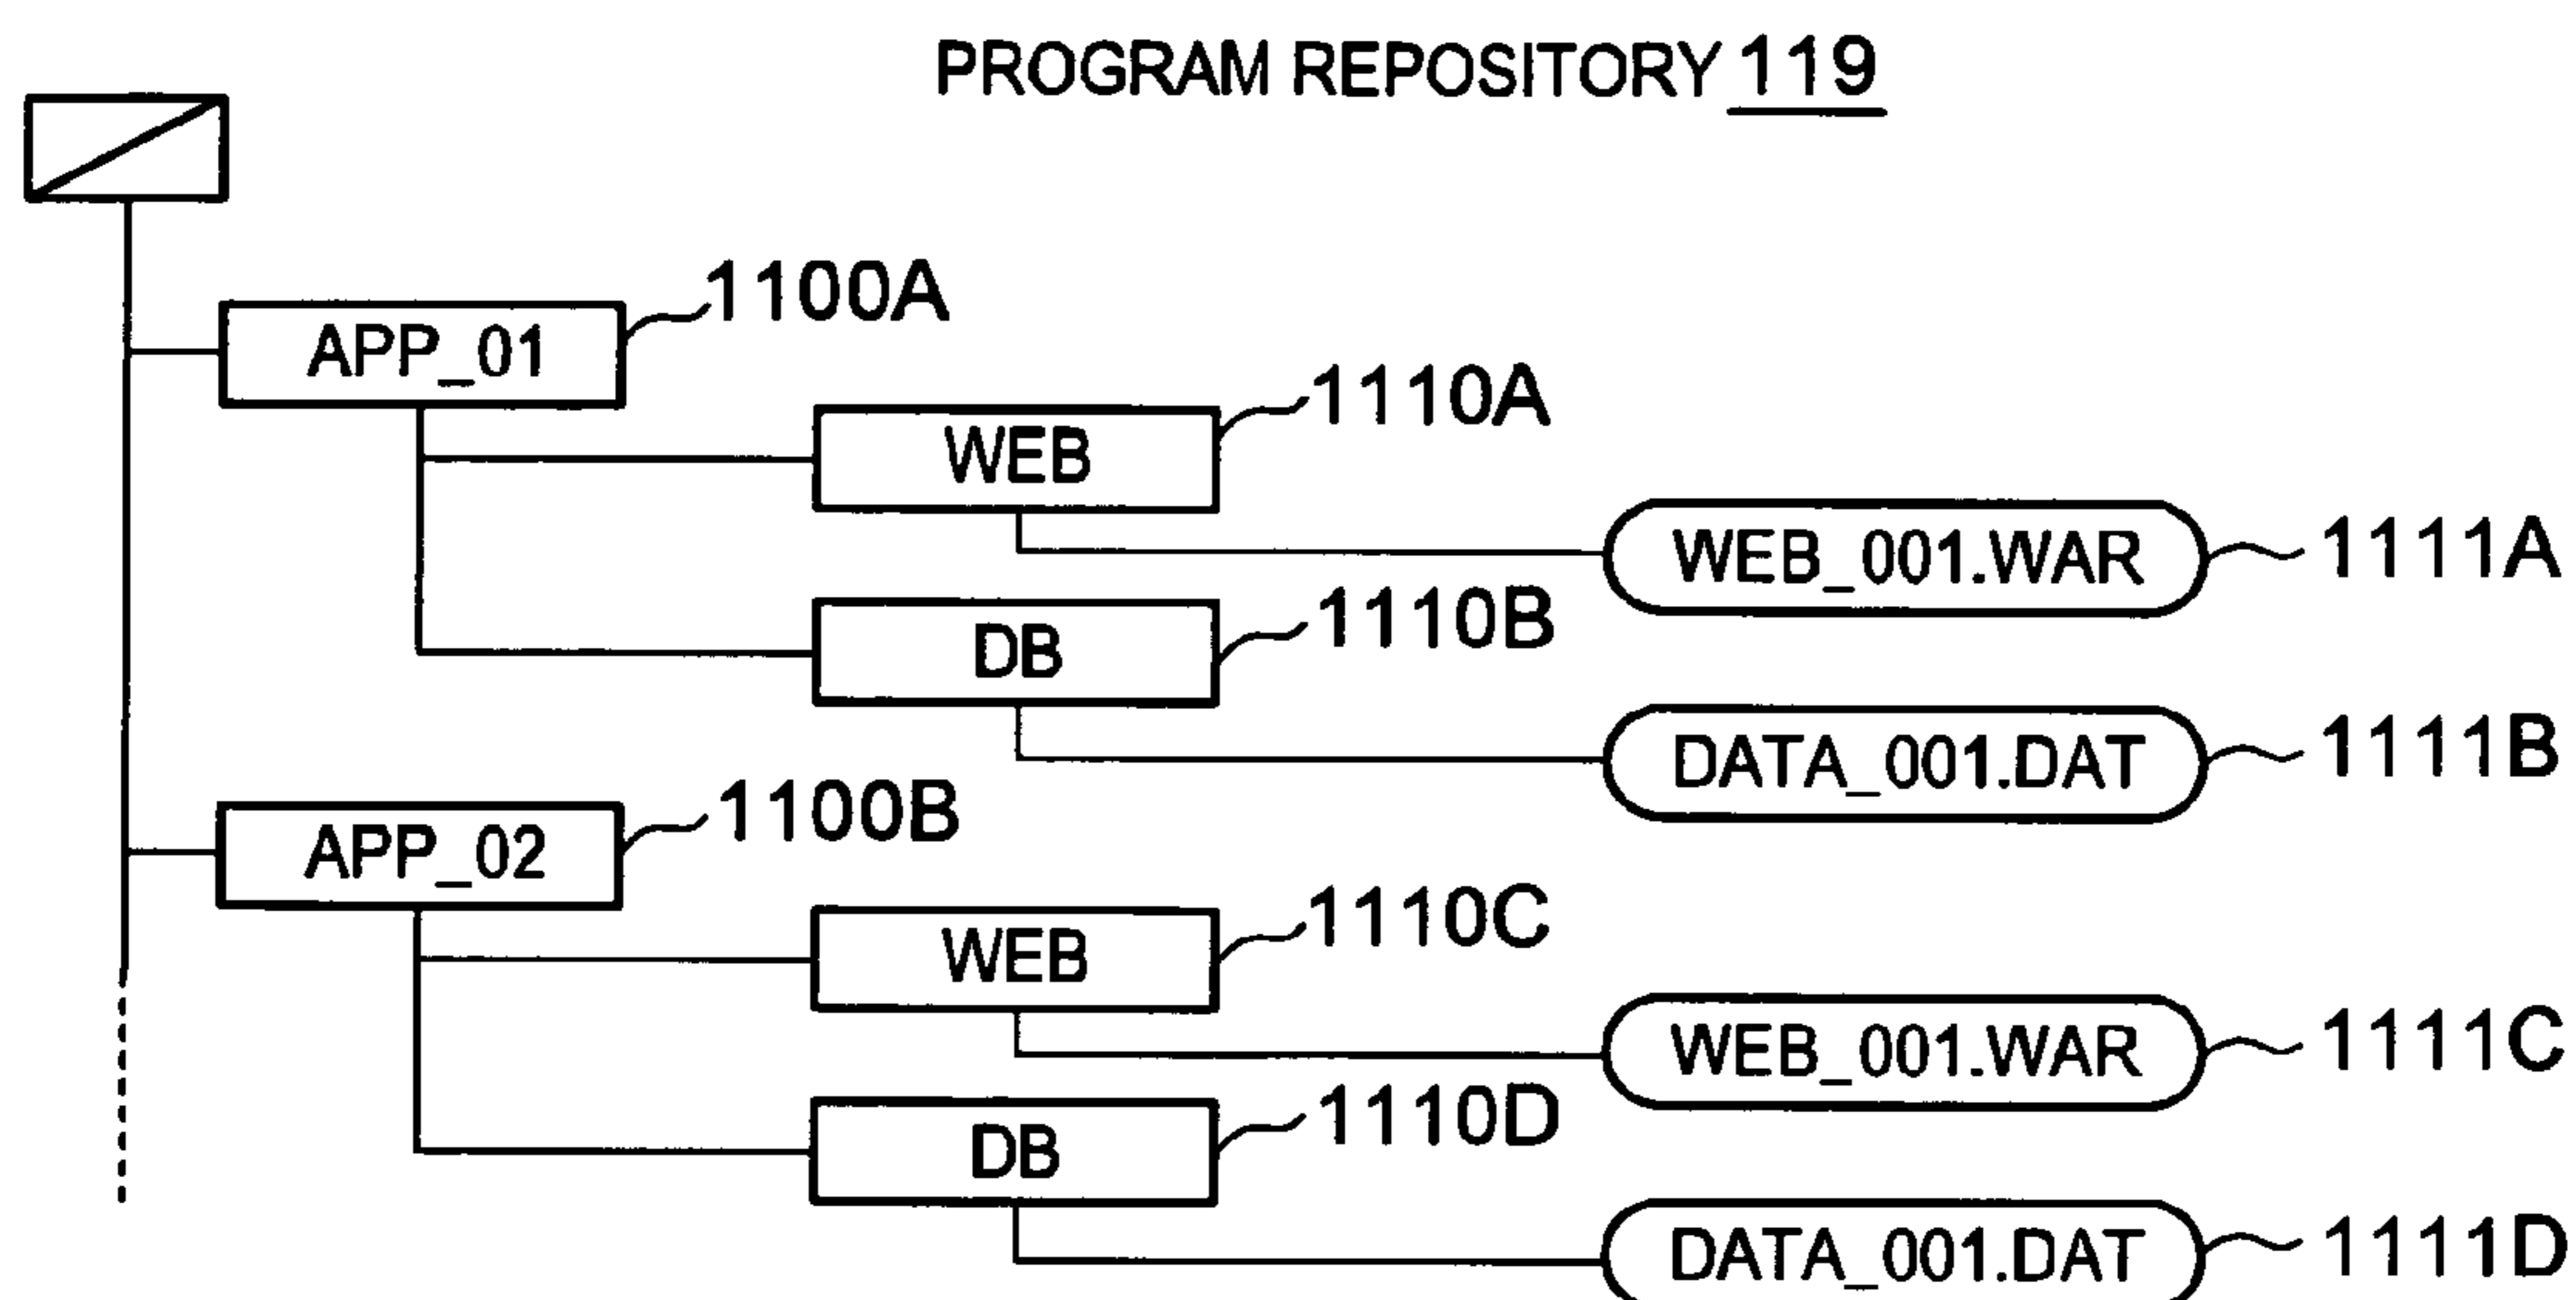 PROGRAM REPOSITORY 119
APP_01 1100A
WEB 1110A
WEB_001.WAR 1111A
DB 1110B
DATA_001.DAT 1111B
APP_02 1100B
WEB 1110C
WEB_001.WAR 1111C
DB 1110D
DATA_001.DAT 1111D